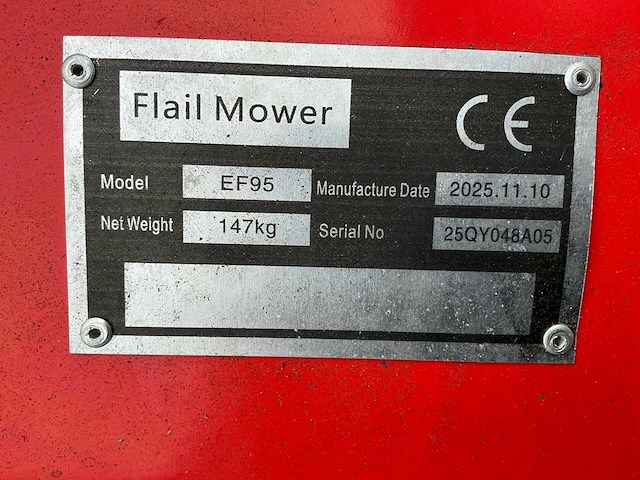 Flail Mower
CE
Model EF95 Manufacture Date 2025.11.10
Net Weight 147kg Serial No 25QY048A05